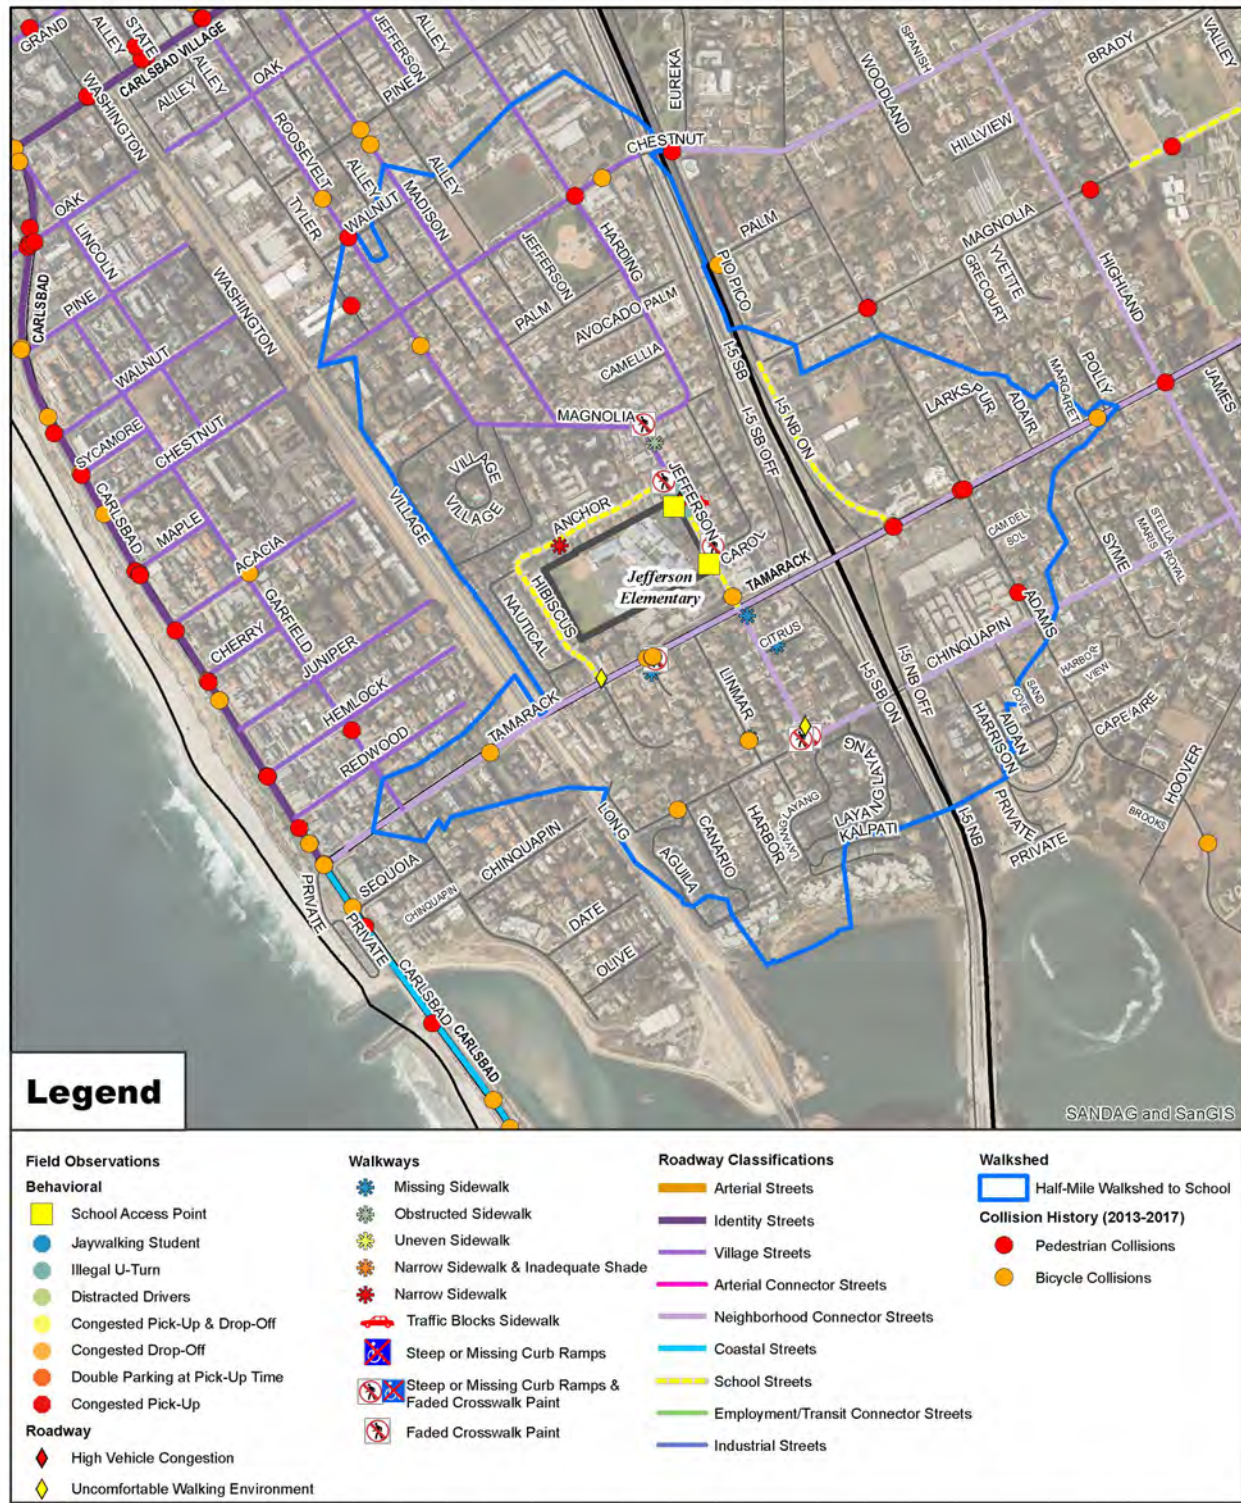 GRAND
ALLEY
STATE
ALLEY
CARLSBAD VILLAGE
ALLEY
WASHINGTON
ALLEY
OAK
JEFFERSON
PINE
ALLEY
EUREKA
SPANISH
WOODLAND
BRADY
VALLEY
HILLVIEW
CHESTNUT
ROOSEVELT
ALLEY
TYLER
WALNUT
MADISON
ALLEY
OAK
LINCOLN
WASHINGTON
JEFFERSON
PALM
HARDING
PALM
MAGNOLIA
YVETTE
GRECOURT
HIGHLAND
PINE
CARLSBAD
WALNUT
AVOCADO
PALM
PIO PICO
CAMELLIA
I-5 SB
I-5 SB OFF
I-5 NB ON
LARKSPUR
ADAIR
MARGARET
POLLY
JAMES
SYCAMORE
CHESTNUT
MAGNOLIA
VILLAGE
VILLAGE
VILLAGE
JEFFERSON
CARLSBAD
MAPLE
ANCHOR
CAROL
Jefferson
Elementary
TAMARACK
CAM DEL
SOL
SYME
STELLA
MARIS
ROYAL
ACACIA
GARFIELD
CHERRY
JUNIPER
NAUTICAL
HIBISCUS
CITRUS
CHINQUAPIN
ADAMS
HARBOR
VIEW
HEMLOCK
REDWOOD
TAMARACK
LINMAR
I-5 SB ON
I-5 NB OFF
SAND
COVE
CAPE AIRE
HARRISON
AIDAN
HOOVER
LONG
CANARIO
AGUILA
HARBOR
LAYANG LAYANG
LAYANG LAYANG
KALPATI
I-5 NB
PRIVATE
PRIVATE
BROOKS
SEQUOIA
CHINQUAPIN
CHINQUAPIN
PRIVATE
PRIVATE
DATE
OLIVE
CARLSBAD
CARLSBAD
SANDAG and SanGIS
Legend
Field Observations
Behavioral
School Access Point
Jaywalking Student
Illegal U-Turn
Distracted Drivers
Congested Pick-Up & Drop-Off
Congested Drop-Off
Double Parking at Pick-Up Time
Congested Pick-Up
Roadway
High Vehicle Congestion
Uncomfortable Walking Environment
Walkways
Missing Sidewalk
Obstructed Sidewalk
Uneven Sidewalk
Narrow Sidewalk & Inadequate Shade
Narrow Sidewalk
Traffic Blocks Sidewalk
Steep or Missing Curb Ramps
Steep or Missing Curb Ramps &
Faded Crosswalk Paint
Faded Crosswalk Paint
Roadway Classifications
Arterial Streets
Identity Streets
Village Streets
Arterial Connector Streets
Neighborhood Connector Streets
Coastal Streets
School Streets
Employment/Transit Connector Streets
Industrial Streets
Walkshed
Half-Mile Walkshed to School
Collision History (2013-2017)
Pedestrian Collisions
Bicycle Collisions